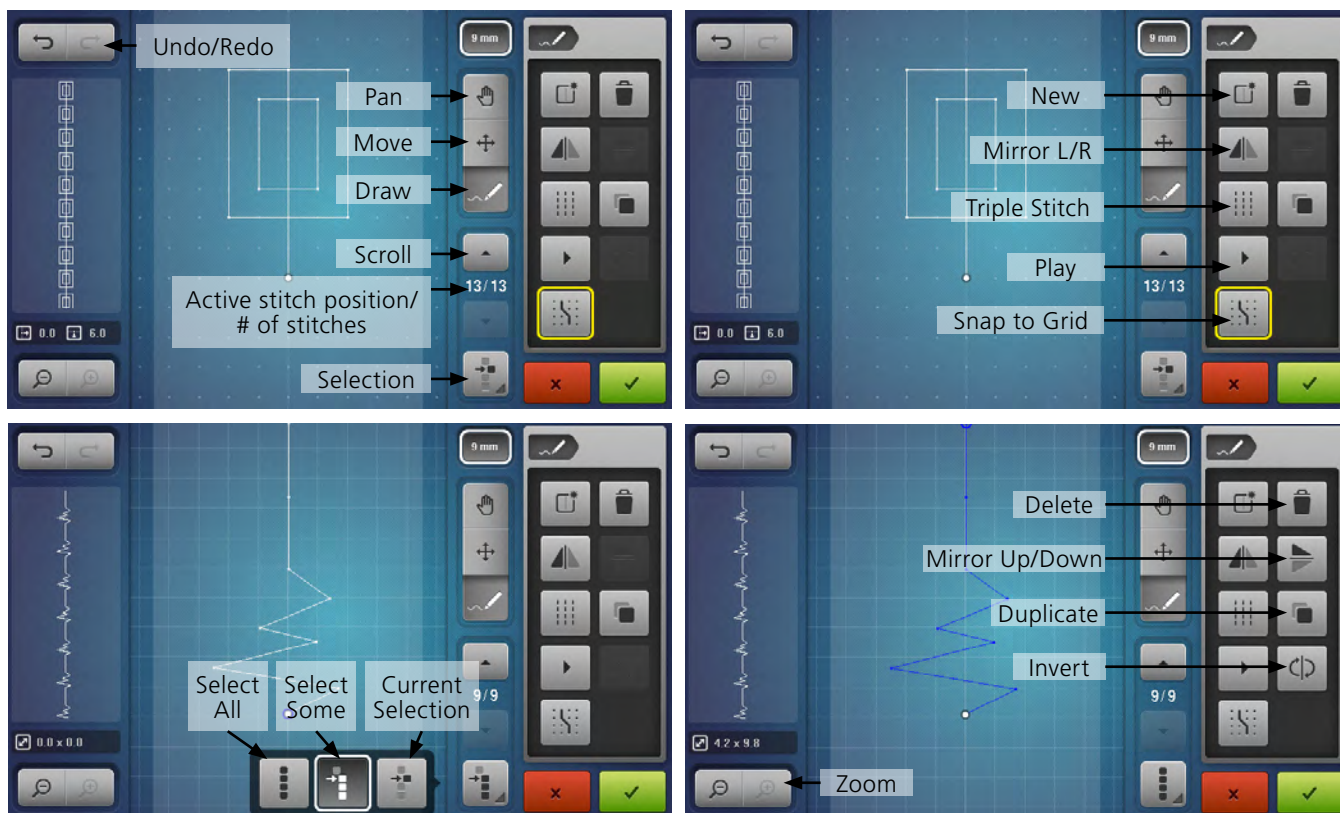 Undo/Redo
9 mm
Pan
Move
Draw
Scroll
Active stitch position/
# of stitches
13/13
0.0 6.0
Selection
9 mm
New
Mirror L/R
Triple Stitch
Play
13/13
Snap to Grid
0.0 6.0
9 mm
Select
All
Select
Some
Current
Selection
9/9
0.0 x 0.0
9 mm
Delete
Mirror Up/Down
Duplicate
Invert
9/9
4.2 x 9.8
Zoom